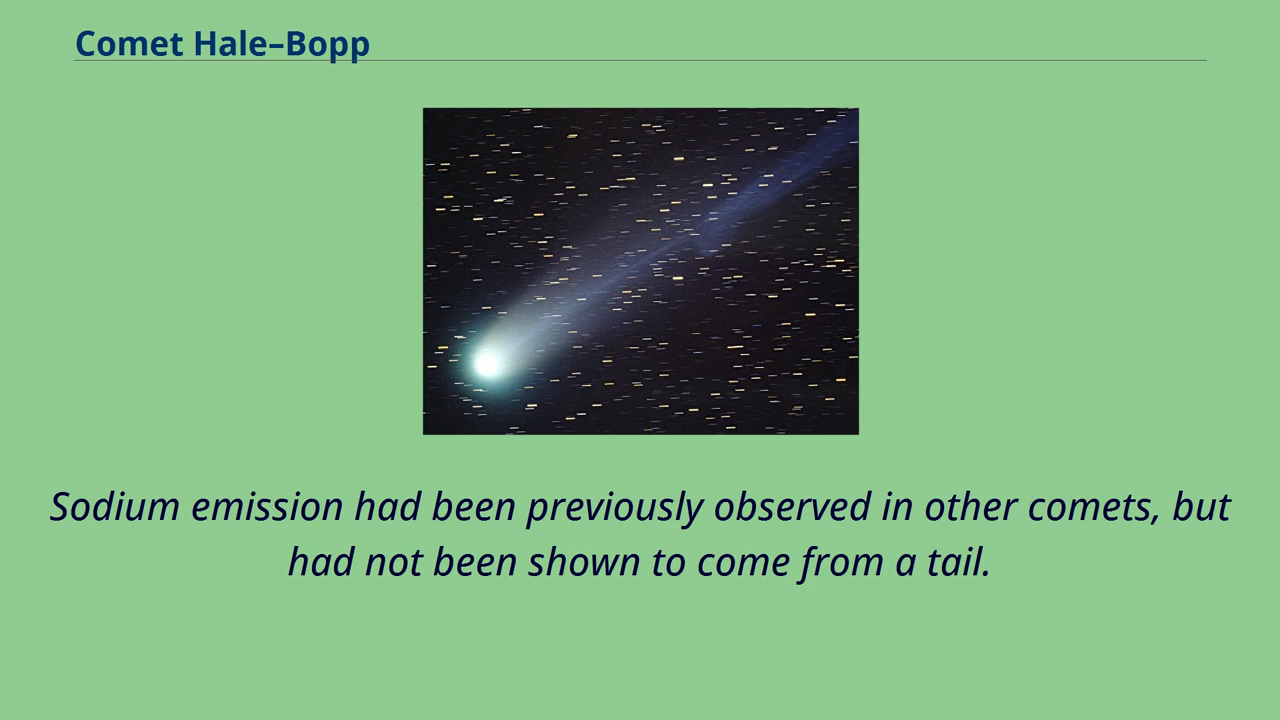 Comet Hale–Bopp
Sodium emission had been previously observed in other comets, but
had not been shown to come from a tail.